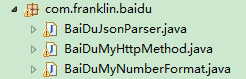 com.franklin.baidu
BaiDuJsonParser.java
BaiDuMyHttpMethod.java
BaiDuMyNumberFormat.java